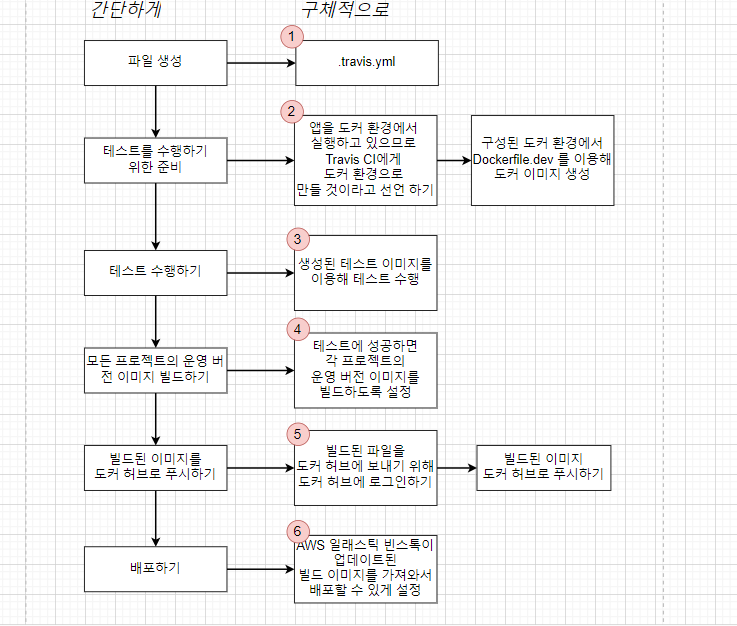 간단하게
구체적으로
파일 생성
1
.travis.yml
테스트를 수행하기
위한 준비
2
앱을 도커 환경에서
실행하고 있으므로
Travis CI에게
도커 환경으로
만들 것이라고 선언 하기
구성된 도커 환경에서
Dockerfile.dev 를 이용해
도커 이미지 생성
테스트 수행하기
3
생성된 테스트 이미지를
이용해 테스트 수행
모든 프로젝트의 운영 버
전 이미지 빌드하기
4
테스트에 성공하면
각 프로젝트의
운영 버전 이미지를
빌드하도록 설정
빌드된 이미지를
도커 허브로 푸시하기
5
빌드된 파일을
도커 허브에 보내기 위해
도커 허브에 로그인하기
빌드된 이미지
도커 허브로 푸시하기
배포하기
6
AWS 일래스틱 빈스톡이
업데이트된
빌드 이미지를 가져와서
배포할 수 있게 설정